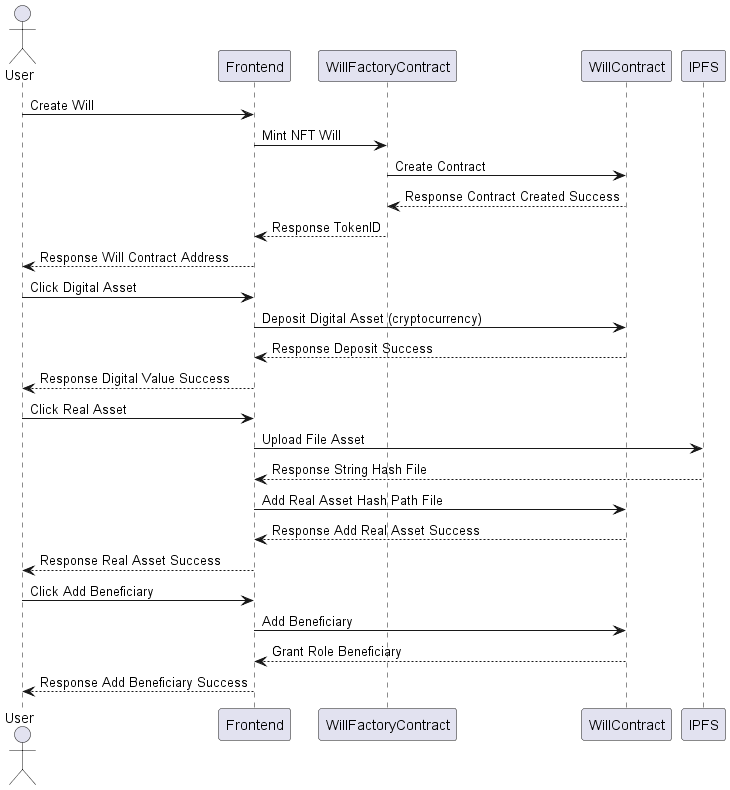 User
Frontend
WillFactoryContract
WillContract
IPFS
Create Will
Mint NFT Will
Create Contract
Response Contract Created Success
Response TokenID
Response Will Contract Address
Click Digital Asset
Deposit Digital Asset (cryptocurrency)
Response Deposit Success
Response Digital Value Success
Click Real Asset
Upload File Asset
Response String Hash File
Add Real Asset Hash Path File
Response Add Real Asset Success
Response Real Asset Success
Click Add Beneficiary
Add Beneficiary
Grant Role Beneficiary
Response Add Beneficiary Success
User
Frontend
WillFactoryContract
WillContract
IPFS